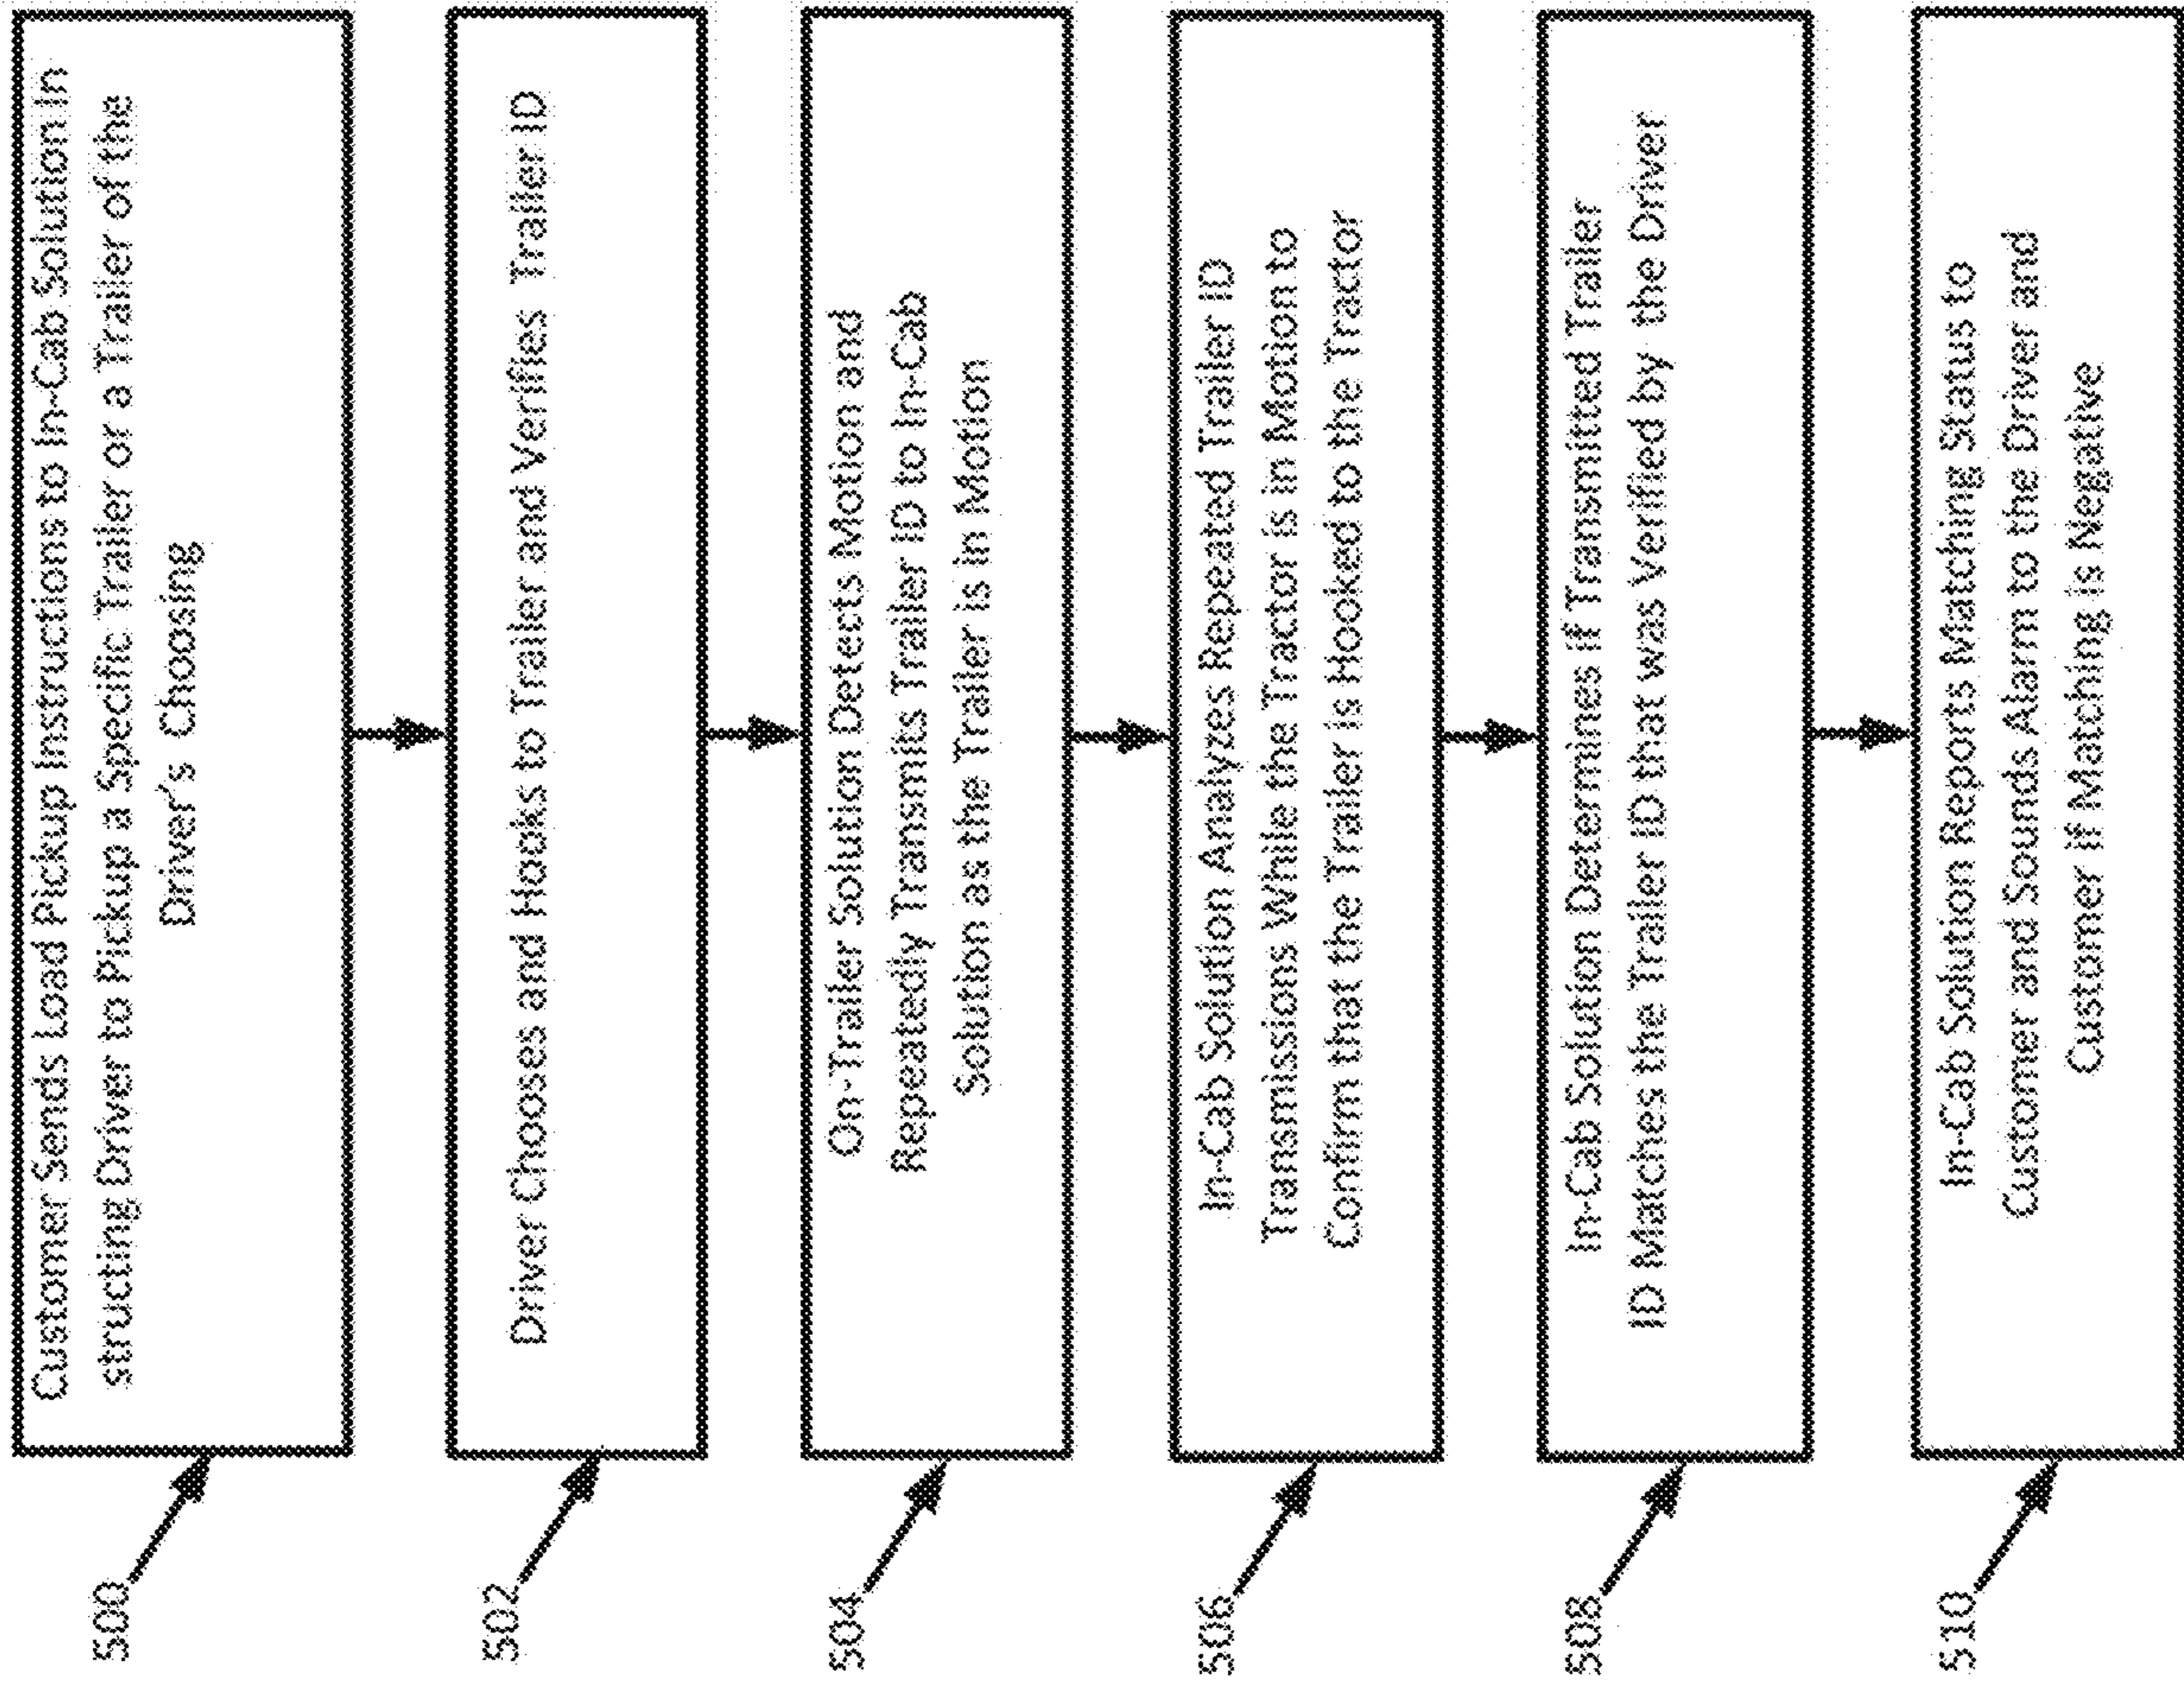 500
Customer Sends Load Pickup Instructions to In-Cab Solution In
structing Driver to Pickup a Specific Trailer or a Trailer of the
Driver's Choosing
502
Driver Chooses and Hooks to Trailer and Verifies Trailer ID
504
On-Trailer Solution Detects Motion and
Repeatedly Transmits Trailer ID to In-Cab
Solution as the Trailer is in Motion
506
In-Cab Solution Analyzes Repeated Trailer ID
Transmissions While the Tractor is in Motion to
Confirm that the Trailer is Hooked to the Tractor
508
In-Cab Solution Determines if Transmitted Trailer
ID Matches the Trailer ID that was Verified by the Driver
510
In-Cab Solution Reports Matching Status to
Customer and Sounds Alarm to the Driver and
Customer if Matching is Negative